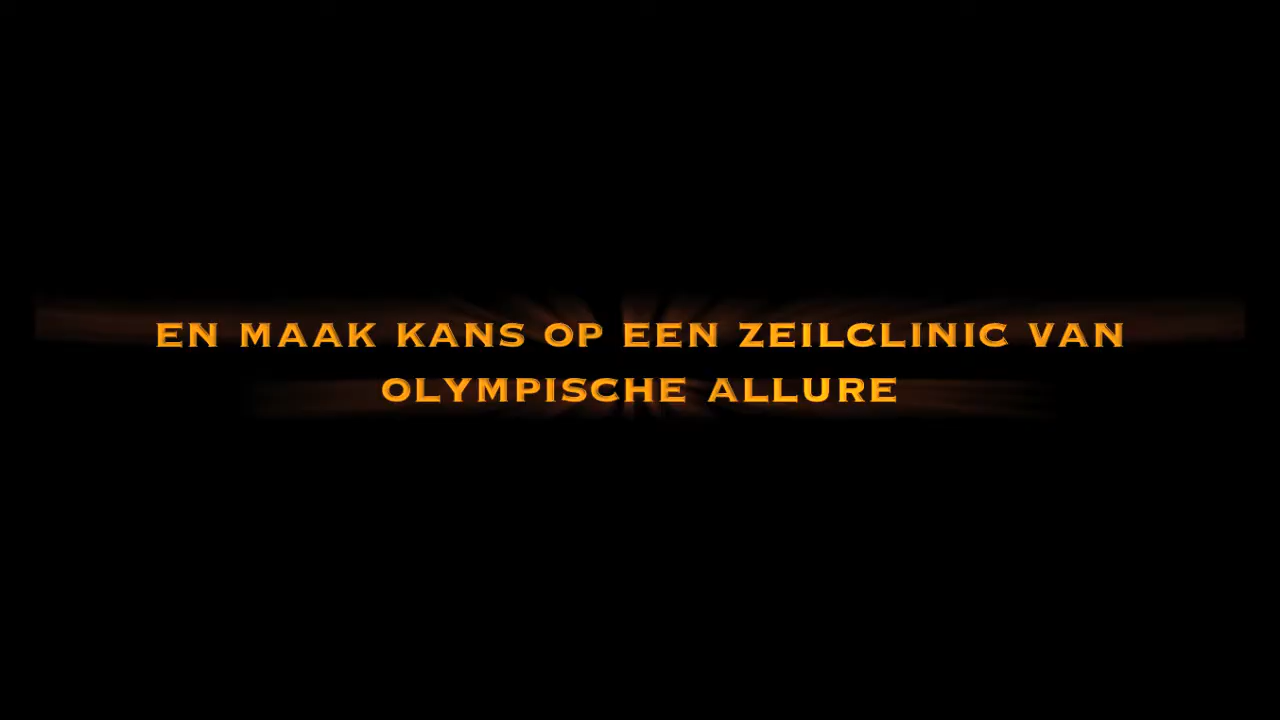 EN MAAK KANS OP EEN ZEILCLINIC VAN
OLYMPISCHE ALLURE